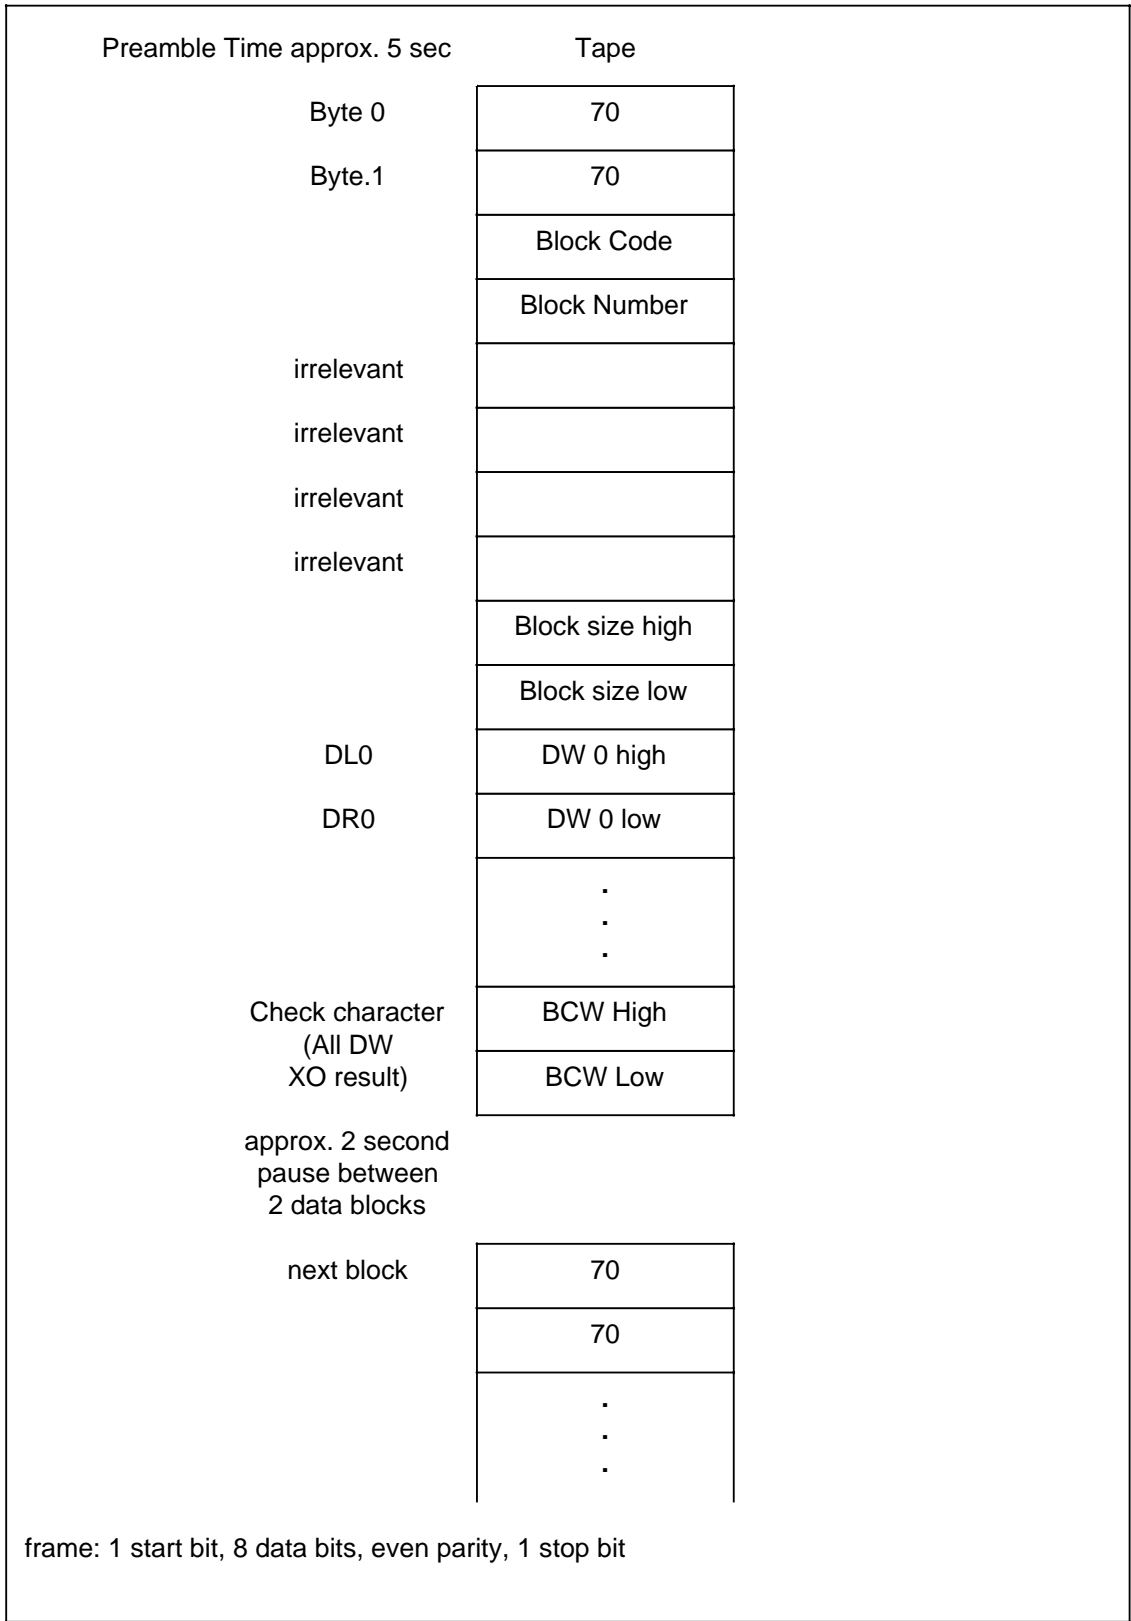 Preamble Time approx. 5 sec Tape
Byte 0 70
Byte.1 70
Block Code
Block Number
irrelevant
irrelevant
irrelevant
irrelevant
Block size high
Block size low
DL0 DW 0 high
DR0 DW 0 low
.
.
.
Check character BCW High
(All DW
XO result) BCW Low
approx. 2 second
pause between
2 data blocks
next block 70
70
.
.
.
frame: 1 start bit, 8 data bits, even parity, 1 stop bit